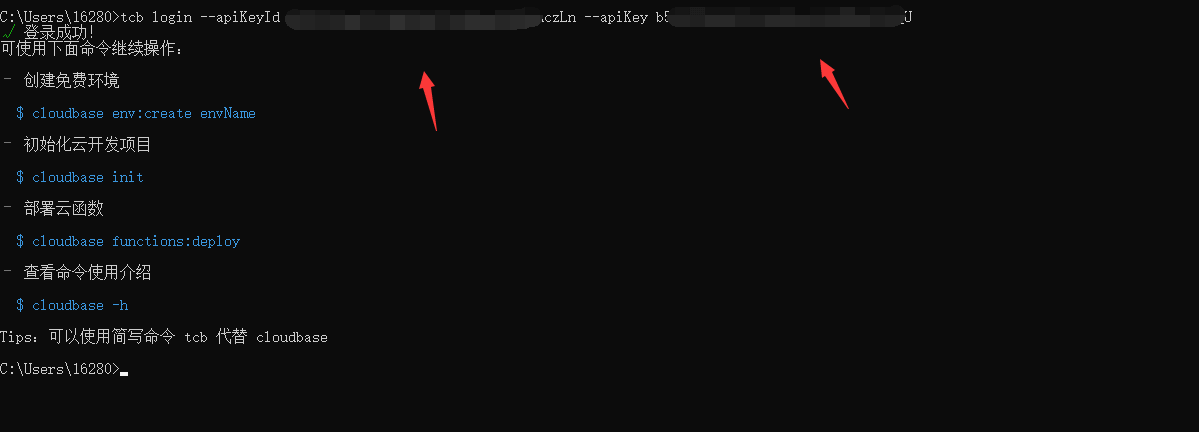 C:\Users\16280>tcb login --apiKeyId AczLn --apiKey b5 U
√ 登录成功!
可使用下面命令继续操作：
- 创建免费环境
$ cloudbase env:create envName
- 初始化云开发项目
$ cloudbase init
- 部署云函数
$ cloudbase functions:deploy
- 查看命令使用介绍
$ cloudbase -h
Tips：可以使用简写命令 tcb 代替 cloudbase
C:\Users\16280>